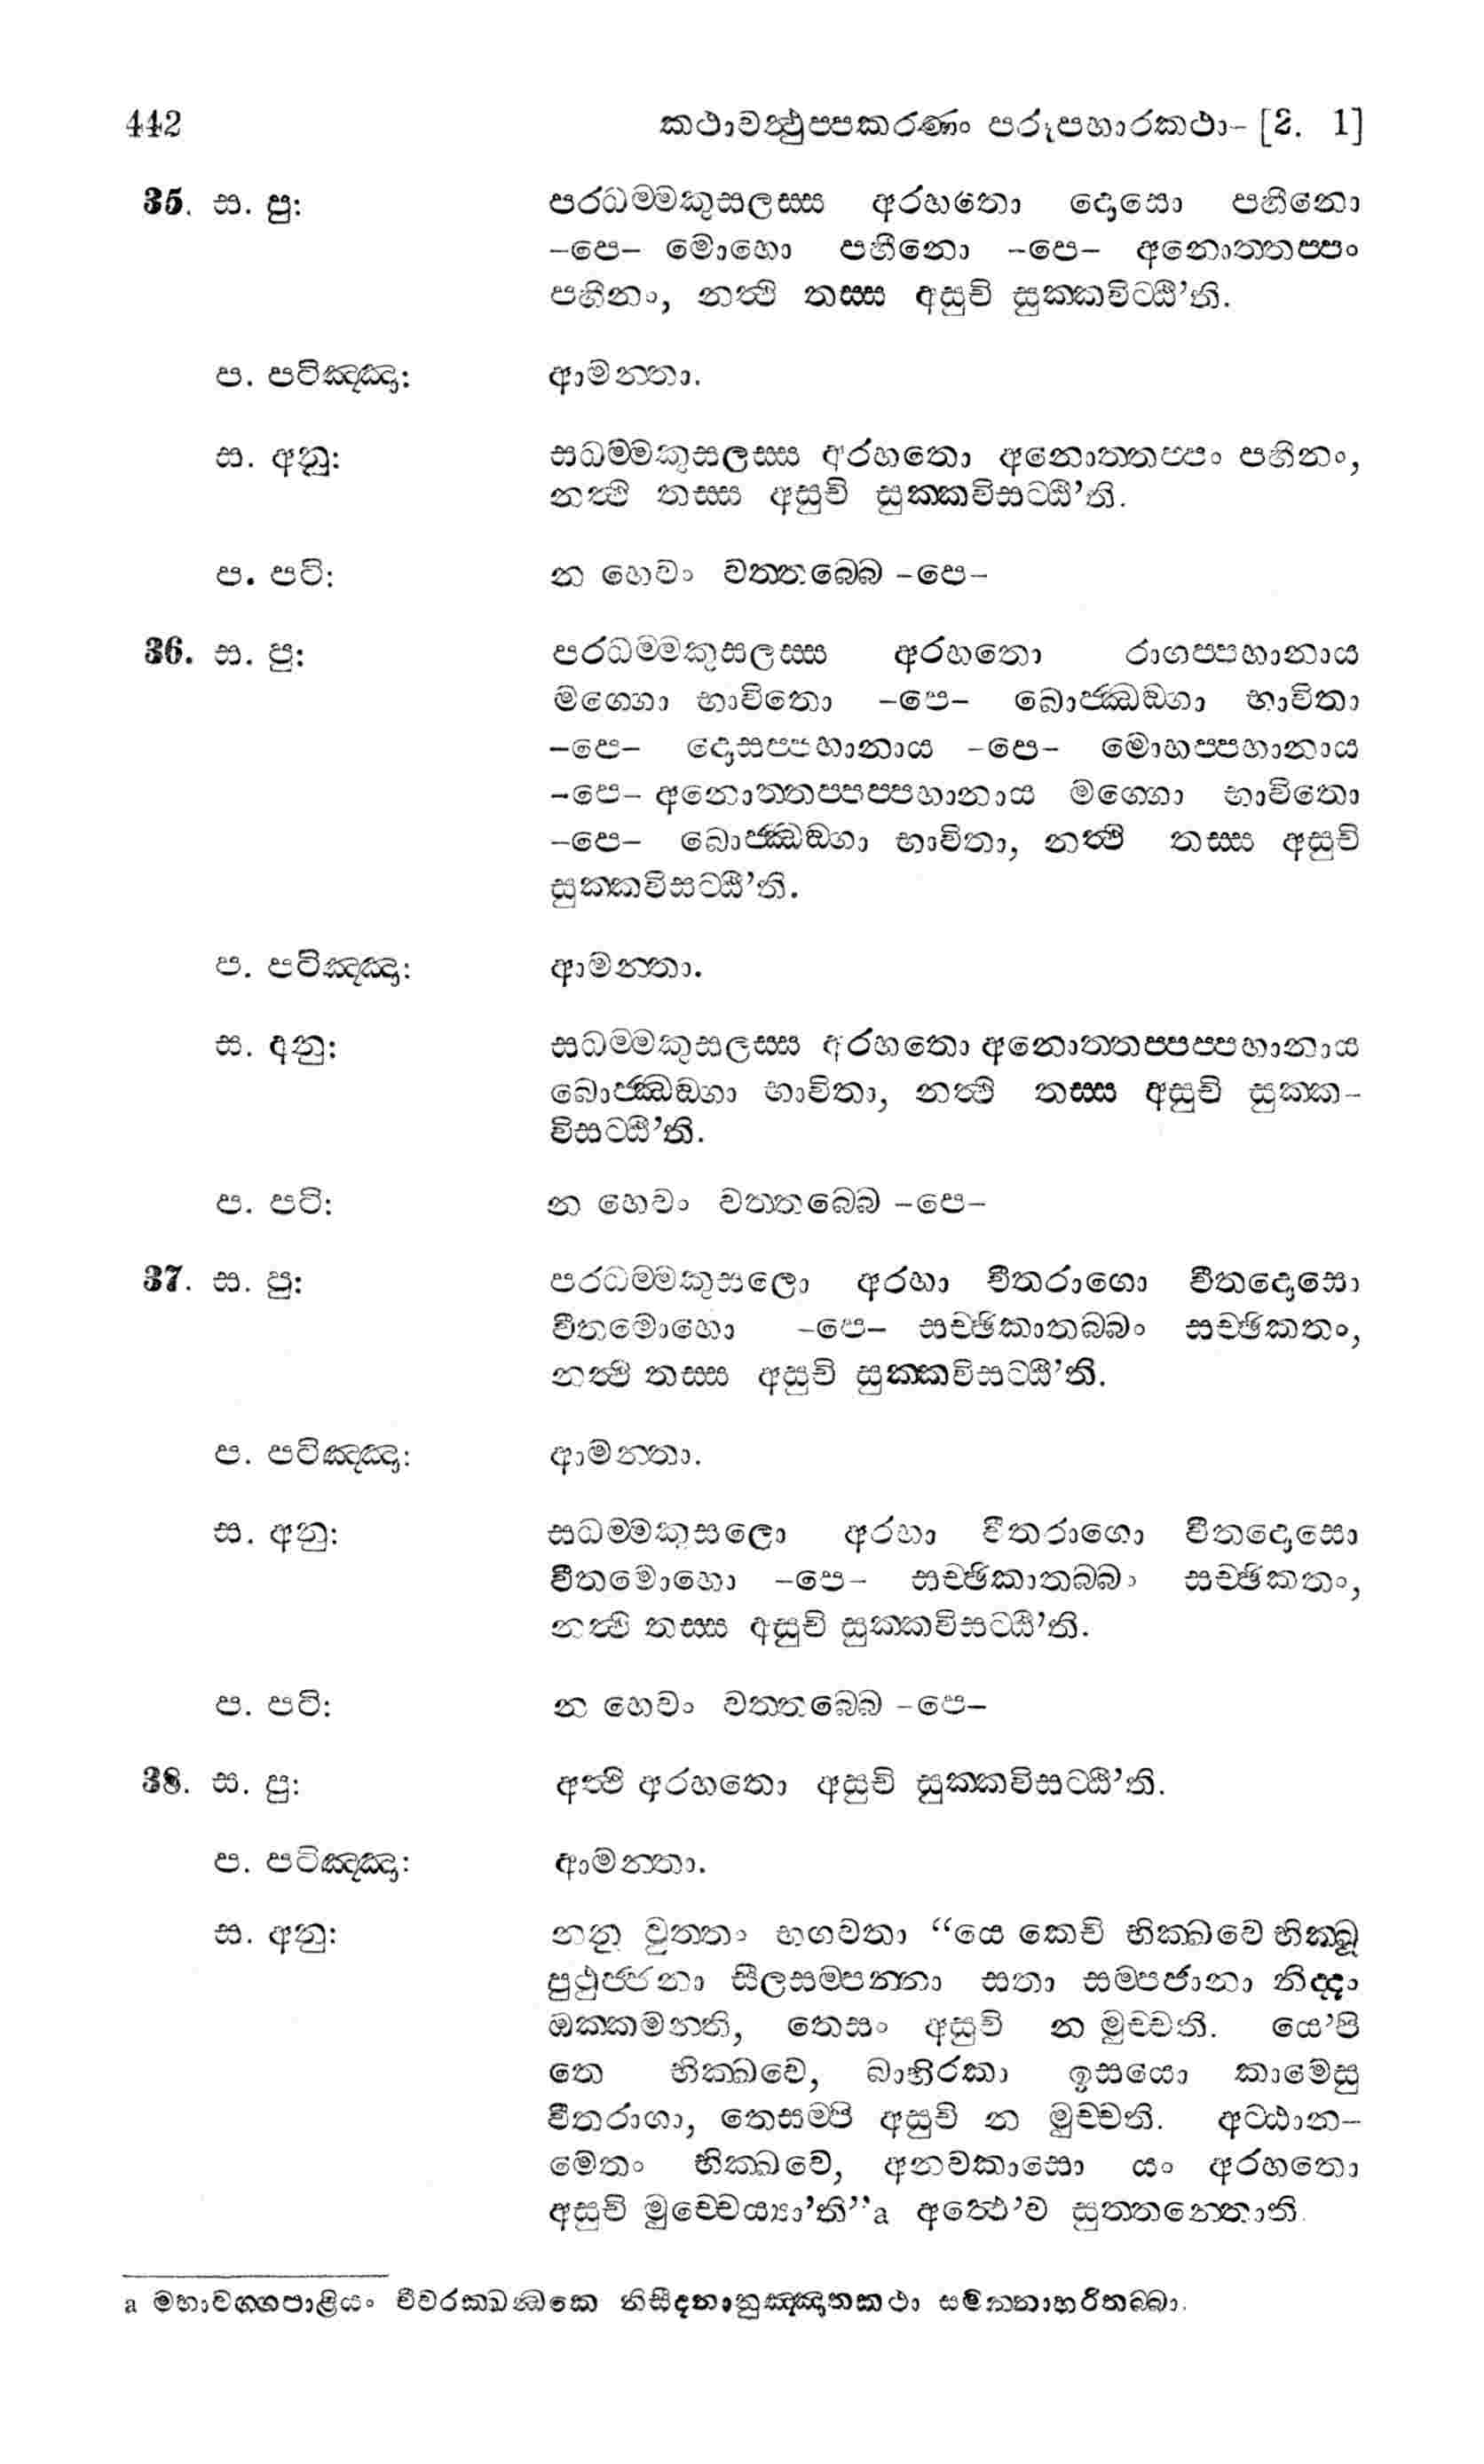 442 කථාවත්‍ථුප්පකරණං පරූපහාරකථා- [2. 1]
35. ස. පු: පරධම්මකුසලස්ස අරහතො දොසො පහීනො
-පෙ- මොහො පහීනො -පෙ- අනොත්තප්පං
පහීනං, නත්‍ථි තස්ස අසුචි සුක්කවිටඨී’ති.
ප. පටිඤ්ඤා: ආමන්තා.
ස. අනු: සධම්මකුසලස්ස අරහතො අනොත්තප්පං පහීනං,
නත්‍ථි තස්ස අසුචි සුක්කවිසට්ඨී’ති.
ප. පටි: න හෙවං වත්තබ්බෙ -පෙ-
36. ස. පු: පරධම්මකුසලස්ස අරහතො රාගප්පහානාය
මග්ගො භාවිතො -පෙ- බොජ්ඣඞ්ගා භාවිතා
-පෙ- දොසප්පහානාය -පෙ- මොහප්පහානාය
-පෙ- අනොත්තප්පප්පහානාය මග්ගො භාවිතො
-පෙ- බොජ්ඣඞ්ගා භාවිතා, නත්‍ථි තස්ස අසුචි
සුක්කවිසට්ඨී’ති.
ප. පටිඤ්ඤා: ආමන්තා.
ස. අනු: සධම්මකුසලස්ස අරහතො අනොත්තප්පප්පහානාය
බොජ්ඣඞ්ගා භාවිතා, නත්‍ථි තස්ස අසුචි සුක්ක-
විසට්ඨී’ති.
ප. පටි: න හෙවං වත්තබ්බෙ -පෙ-
37. ස. පු: පරධම්මකුසලො අරහා වීතරාගො වීතදොසො
වීතමොහො -පෙ- සච්ඡිකාතබ්බං සච්ඡිකතං,
නත්‍ථි තස්ස අසුචි සුක්කවිසට්ඨී’ති.
ප. පටිඤ්ඤා: ආමන්තා.
ස. අනු: සධම්මකුසලො අරහා වීතරාගො වීතදොසො
වීතමොහො -පෙ- සච්ඡිකාතබ්බං සච්ඡිකතං,
නත්‍ථි තස්ස අසුචි සුක්කවිසට්ඨී’ති.
ප. පටි: න හෙවං වත්තබ්බෙ -පෙ-
38. ස. පු: අත්‍ථි අරහතො අසුචි සුක්කවිසට්ඨී’ති.
ප. පටිඤ්ඤා: ආමන්තා.
ස. අනු: නනු වුත්තං භගවතා “යෙ කෙචි භික්ඛවෙ භික්ඛූ
පුථුජ්ජනා සීලසම්පන්නා සතා සම්පජානා නිද්දා
ඔක්කමන්ති, තෙසං අසුචි න මුච්චති. යෙ’පි
තෙ භික්ඛවෙ, බාහිරකා ඉසයො කාමෙසු
වීතරාගා, තෙසම්පි අසුචි න මුච්චති. අට්ඨාන-
මෙතං භික්ඛවෙ, අනවකාසො යං අරහතො
අසුචි මුච්චෙය්‍යා’ති’’a අත්‍ථෙ’ව සුත්තන්තොති.
a මහාවග්ගපාළියං චීවරක්ඛන්‍ධකෙ නිසීදනානුඤ්ඤාතකථා සමන්නාහරිතබ්බා.